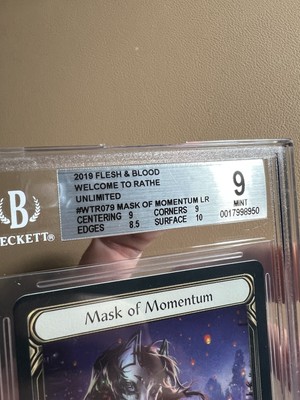 2019 FLESH & BLOOD
WELCOME TO RATHE
UNLIMITED
#WTR079 MASK OF MOMENTUM LR
CENTERING 9 CORNERS 9
EDGES 8.5 SURFACE 10
9
MINT
0017998950
B
BECKETT®
Mask of Momentum